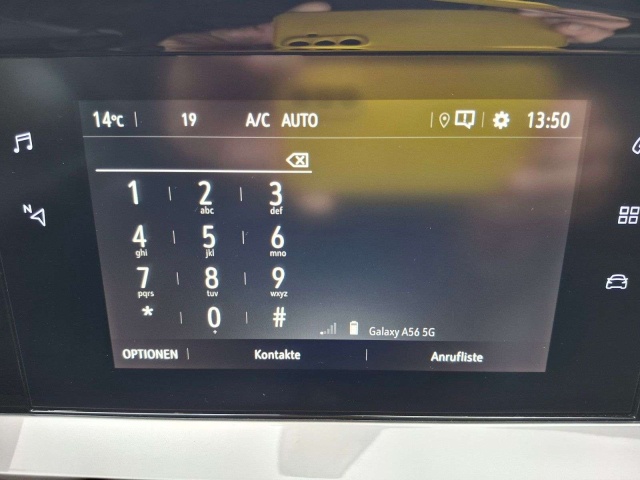 14°C 19 A/C AUTO 13:50
1 2 3
abc def
4 5 6
ghi jkl mno
7 8 9
pqrs tuv wxyz
* 0 #
Galaxy A56 5G
OPTIONEN Kontakte Anrufliste
N